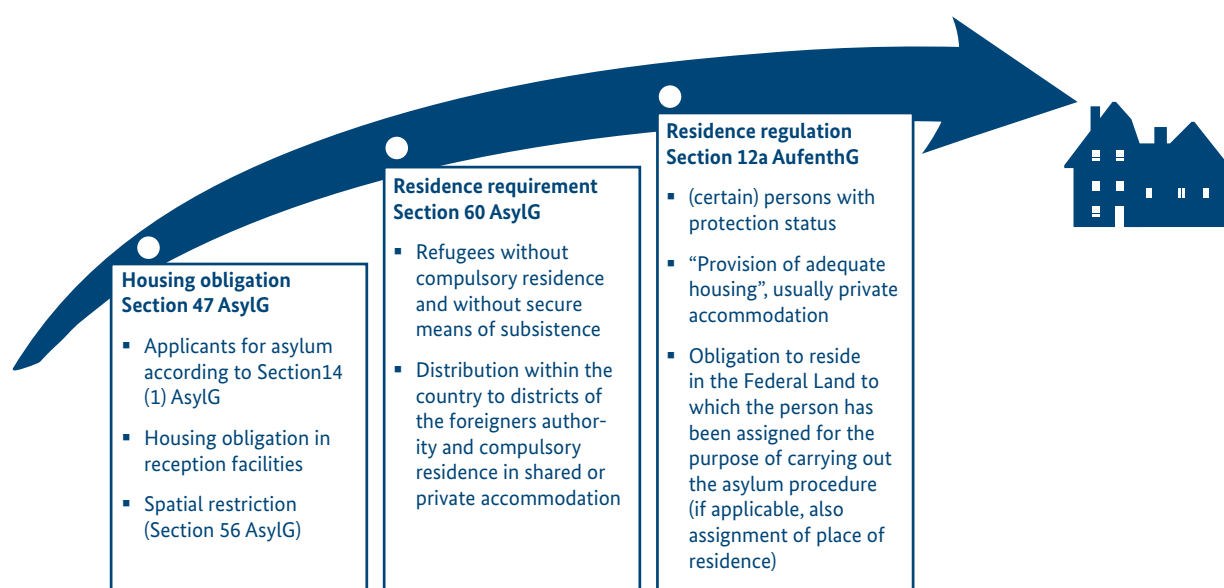 Housing obligation
Section 47 AsylG
▪ Applicants for asylum
according to Section14
(1) AsylG
▪ Housing obligation in
reception facilities
▪ Spatial restriction
(Section 56 AsylG)
Residence requirement
Section 60 AsylG
▪ Refugees without
compulsory residence
and without secure
means of subsistence
▪ Distribution within the
country to districts of
the foreigners author-
ity and compulsory
residence in shared or
private accommodation
Residence regulation
Section 12a AufenthG
▪ (certain) persons with
protection status
▪ “Provision of adequate
housing”, usually private
accommodation
▪ Obligation to reside
in the Federal Land to
which the person has
been assigned for the
purpose of carrying out
the asylum procedure
(if applicable, also
assignment of place of
residence)